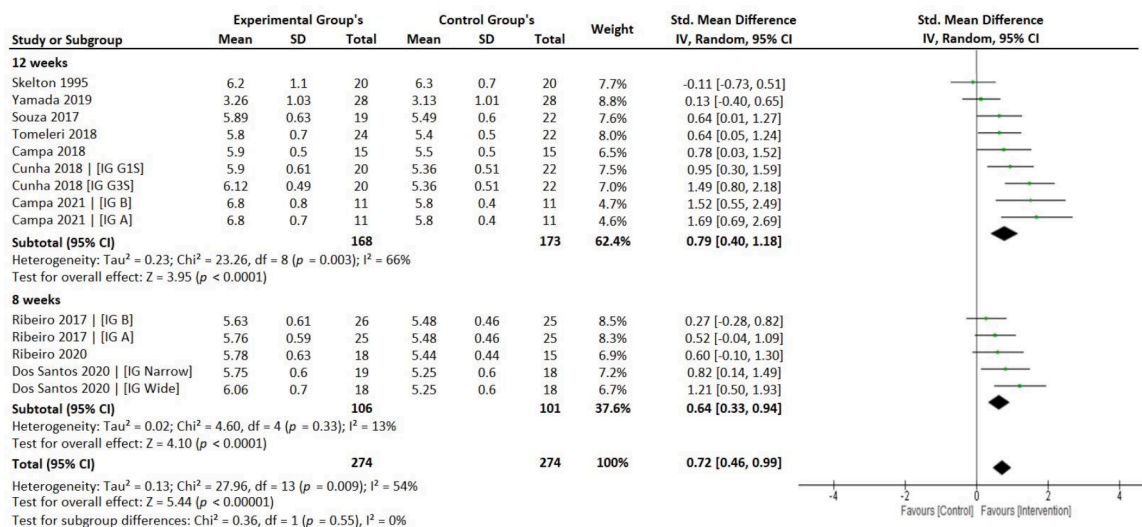 Experimental Group's Control Group's Std. Mean Difference Std. Mean Difference
Study or Subgroup Mean SD Total Mean SD Total Weight IV, Random, 95% CI IV, Random, 95% CI
12 weeks
Skelton 1995 6.2 1.1 20 6.3 0.7 20 7.7% -0.11 [-0.73, 0.51]
Yamada 2019 3.26 1.03 28 3.13 1.01 28 8.8% 0.13 [-0.40, 0.65]
Souza 2017 5.89 0.63 19 5.49 0.6 22 7.6% 0.64 [0.01, 1.27]
Tomeleri 2018 5.8 0.7 24 5.4 0.5 22 8.0% 0.64 [0.05, 1.24]
Campa 2018 5.9 0.5 15 5.5 0.5 15 6.5% 0.78 [0.03, 1.52]
Cunha 2018 | [IG G1S] 5.9 0.61 20 5.36 0.51 22 7.5% 0.95 [0.30, 1.59]
Cunha 2018 [IG G3S] 6.12 0.49 20 5.36 0.51 22 7.0% 1.49 [0.80, 2.18]
Campa 2021 | [IG B] 6.8 0.8 11 5.8 0.4 11 4.7% 1.52 [0.55, 2.49]
Campa 2021 | [IG A] 6.8 0.7 11 5.8 0.4 11 4.6% 1.69 [0.69, 2.69]
Subtotal (95% CI) 168 173 62.4% 0.79 [0.40, 1.18]
Heterogeneity: Tau² = 0.23; Chi² = 23.26, df = 8 (p = 0.003); I² = 66%
Test for overall effect: Z = 3.95 (p < 0.0001)
8 weeks
Ribeiro 2017 | [IG B] 5.63 0.61 26 5.48 0.46 25 8.5% 0.27 [-0.28, 0.82]
Ribeiro 2017 | [IG A] 5.76 0.59 25 5.48 0.46 25 8.3% 0.52 [-0.04, 1.09]
Ribeiro 2020 5.78 0.63 18 5.44 0.44 15 6.9% 0.60 [-0.10, 1.30]
Dos Santos 2020 | [IG Narrow] 5.75 0.6 19 5.25 0.6 18 7.2% 0.82 [0.14, 1.49]
Dos Santos 2020 | [IG Wide] 6.06 0.7 18 5.25 0.6 18 6.7% 1.21 [0.50, 1.93]
Subtotal (95% CI) 106 101 37.6% 0.64 [0.33, 0.94]
Heterogeneity: Tau² = 0.02; Chi² = 4.60, df = 4 (p = 0.33); I² = 13%
Test for overall effect: Z = 4.10 (p < 0.0001)
Total (95% CI) 274 274 100% 0.72 [0.46, 0.99]
Heterogeneity: Tau² = 0.13; Chi² = 27.96, df = 13 (p = 0.009); I² = 54%
Test for overall effect: Z = 5.44 (p < 0.00001)
Test for subgroup differences: Chi² = 0.36, df = 1 (p = 0.55), I² = 0%
-4 -2 0 2 4
Favours [Control] Favours [Intervention]